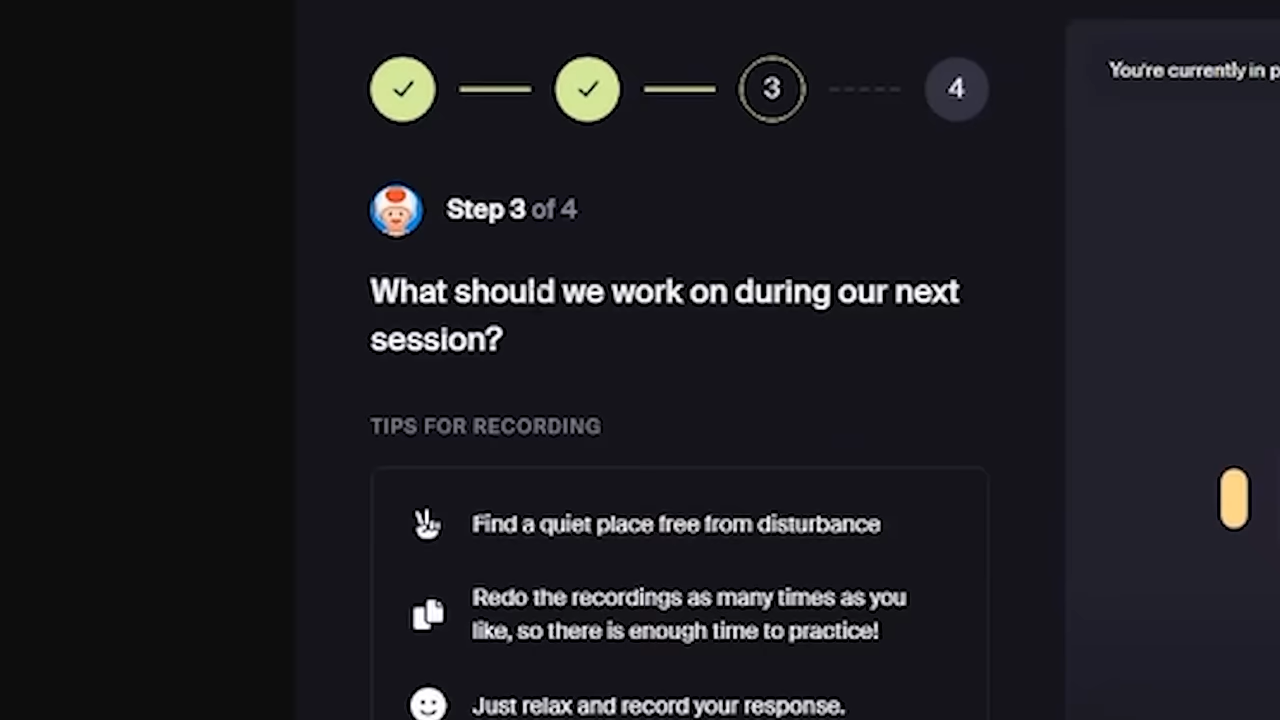 3
4
You're currently in
Step 3 of 4
What should we work on during our next
session?
TIPS FOR RECORDING
Find a quiet place free from disturbance
Redo the recordings as many times as you
like, so there is enough time to practice!
Just relax and record your response.